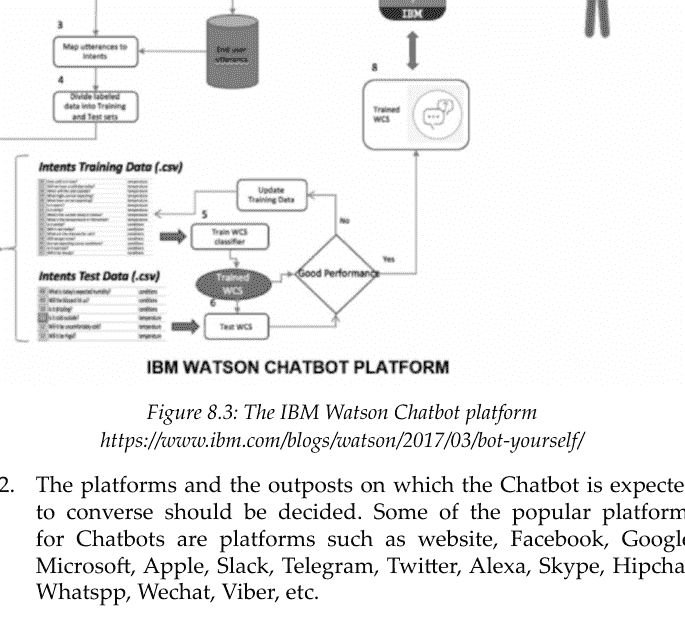 IBM
3
Map utterances to
Intents
End user
utterance
8
4
Divide labeled
data into Training
and Test sets
Trained
WCS
Intents Training Data (.csv)
Update
Training Data
No
5
Train WCS
classifier
Yes
Intents Test Data (.csv)
Trained
WCS
Good Performance
6
Test WCS
IBM WATSON CHATBOT PLATFORM
Figure 8.3: The IBM Watson Chatbot platform
https://www.ibm.com/blogs/watson/2017/03/bot-yourself/
2. The platforms and the outposts on which the Chatbot is expecte
to converse should be decided. Some of the popular platform
for Chatbots are platforms such as website, Facebook, Google
Microsoft, Apple, Slack, Telegram, Twitter, Alexa, Skype, Hipcha
Whatspp, Wechat, Viber, etc.